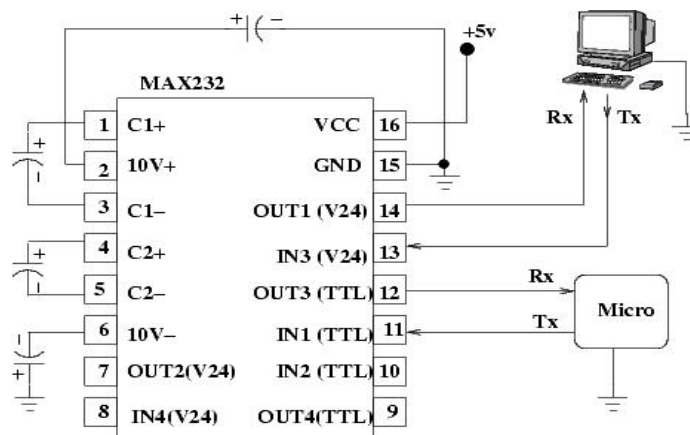 + −
+5v
MAX232
1 C1+ VCC 16
+
− 2 10V+ GND 15
Rx Tx
3 C1− OUT1 (V24) 14
4 C2+ IN3 (V24) 13
+
− 5 C2− OUT3 (TTL) 12 Rx
Micro
6 10V− IN1 (TTL) 11 Tx
−
+ 7 OUT2(V24) IN2 (TTL) 10
8 IN4(V24) OUT4(TTL) 9